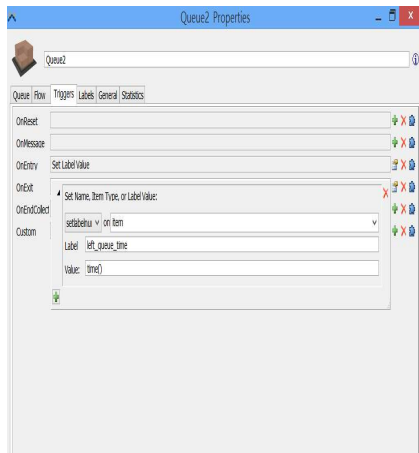 Queue2 Properties
Queue2
Queue Flow Triggers Labels General Statistics
OnReset
OnMessage
OnEntry Set Label Value
OnExit
Set Name, Item Type, or Label Value:
OnEndCollect
setlabelnu on item
Custom
Label left_queue_time
Value: time()